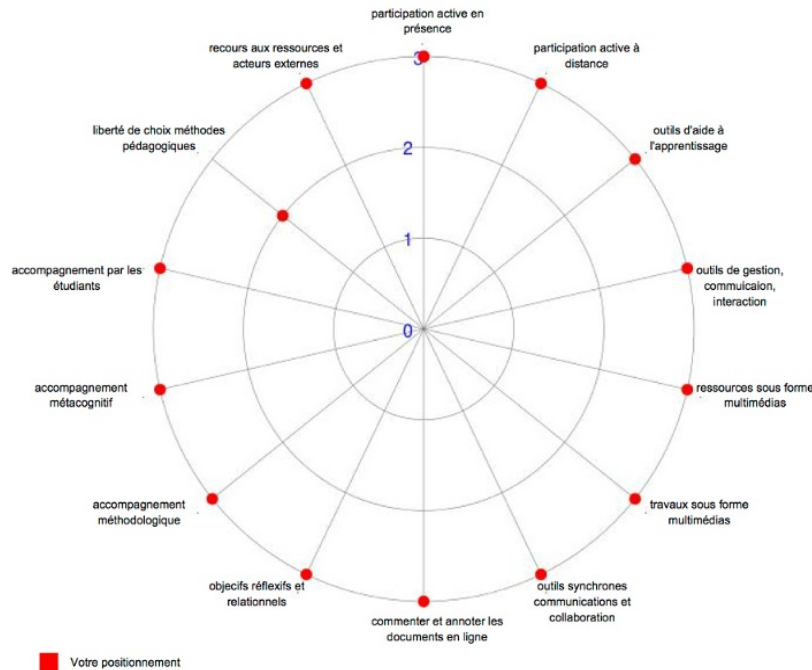 participation active en
présence
recours aux ressources et
acteurs externes
participation active à
distance
3
liberté de choix méthodes
pédagogiques
outils d'aide à
l'apprentissage
2
1
accompagnement par les
étudiants
outils de gestion,
commuicaion,
interaction
0
accompagnement
métacognitif
ressources sous forme
multimédias
accompagnement
méthodologique
travaux sous forme
multimédias
objecifs réflexifs et
relationnels
outils synchrones
communications et
collaboration
commenter et annoter les
documents en ligne
Votre positionnement